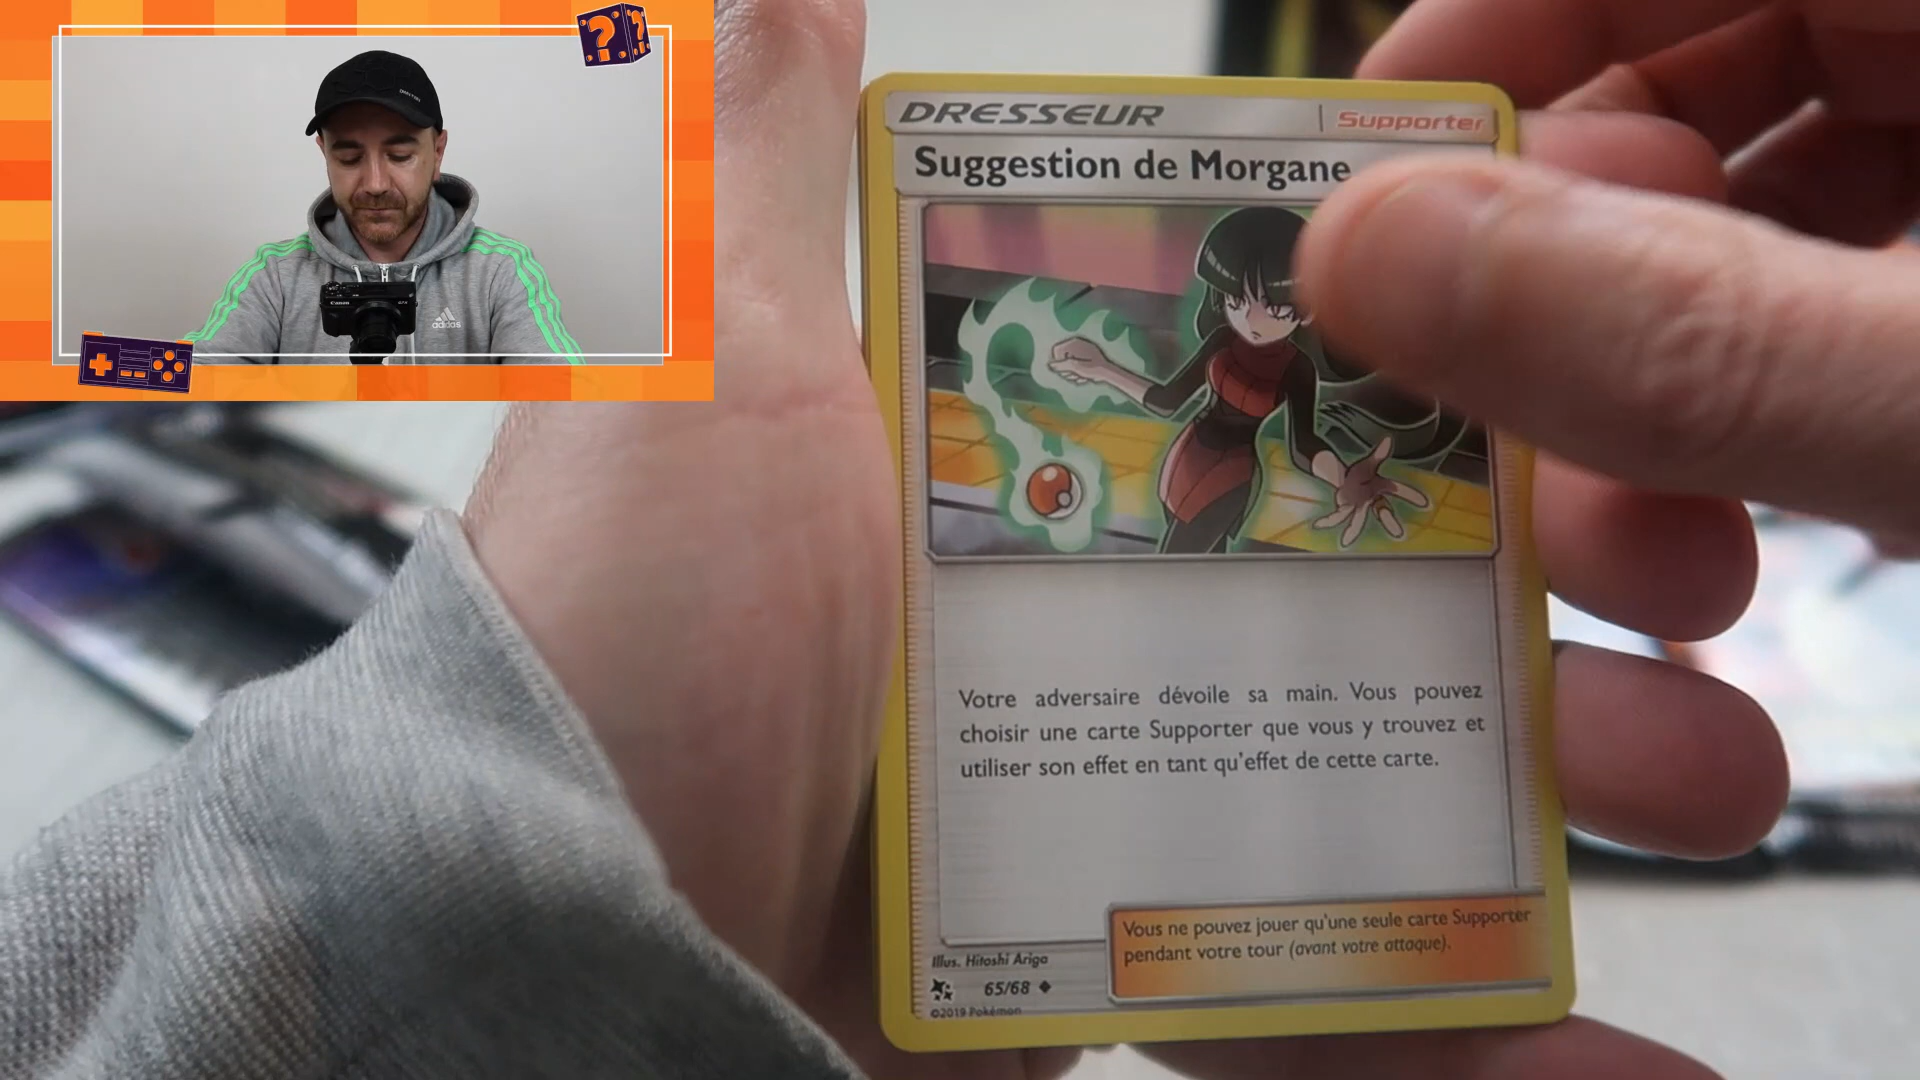 ? ?
Canon
adidas
DRESSEUR
Supporter
Suggestion de Morgane
Votre adversaire dévoile sa main. Vous pouvez
choisir une carte Supporter que vous y trouvez et
utiliser son effet en tant qu'effet de cette carte.
Vous ne pouvez jouer qu'une seule carte Supporter
pendant votre tour (avant votre attaque).
Illus. Hitoshi Ariga
65/68
©2019 Pokémon